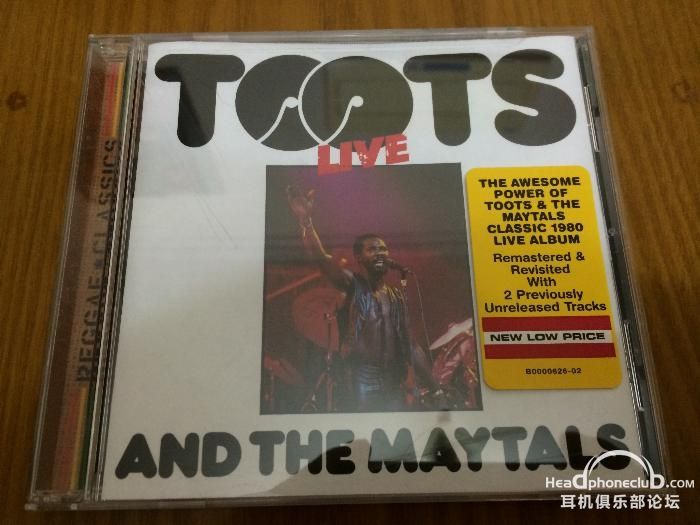 TOOTS
LIVE
THE AWESOME
POWER OF
TOOTS & THE
MAYTALS
CLASSIC 1980
LIVE ALBUM
Remastered &
Revisited
With
2 Previously
Unreleased Tracks
NEW LOW PRICE
B0000626-02
AND THE MAYTALS
REGGAE CLASSICS
HeadphoneClub.com
耳机俱乐部论坛